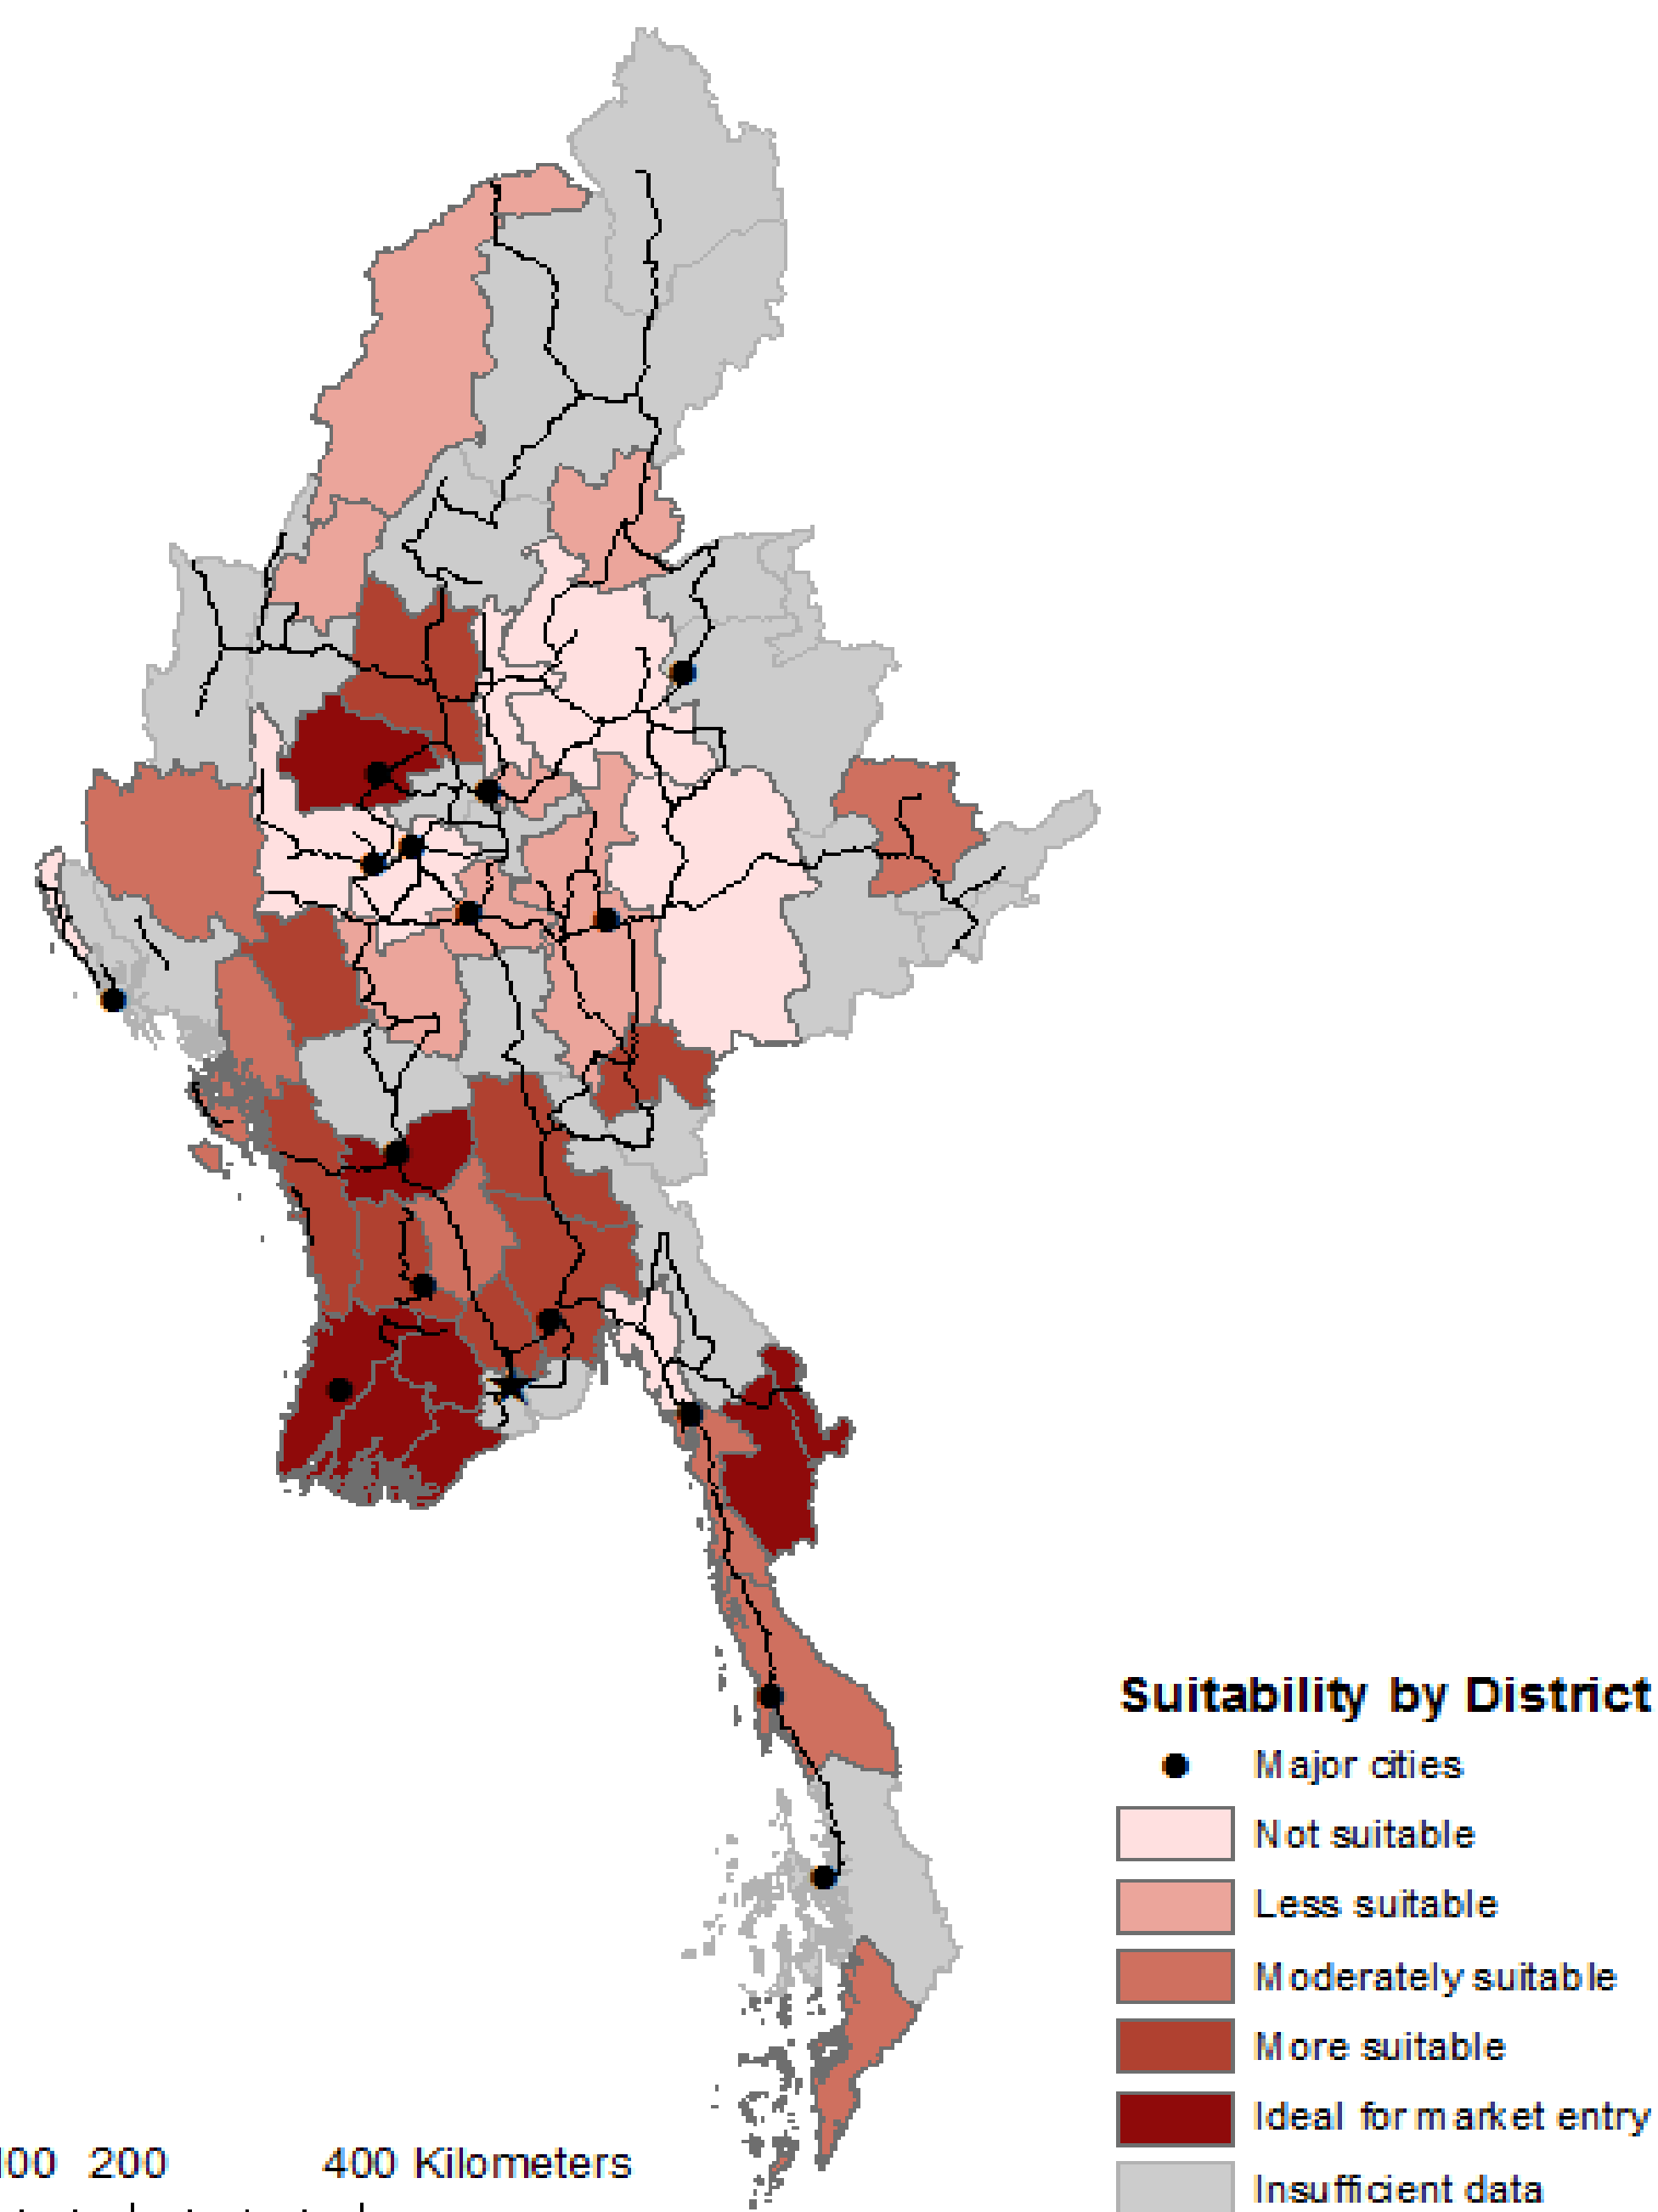 Suitability by District
Major cities
Not suitable
Less suitable
Moderately suitable
More suitable
Ideal for market entry
Insufficient data
200 400 Kilometers